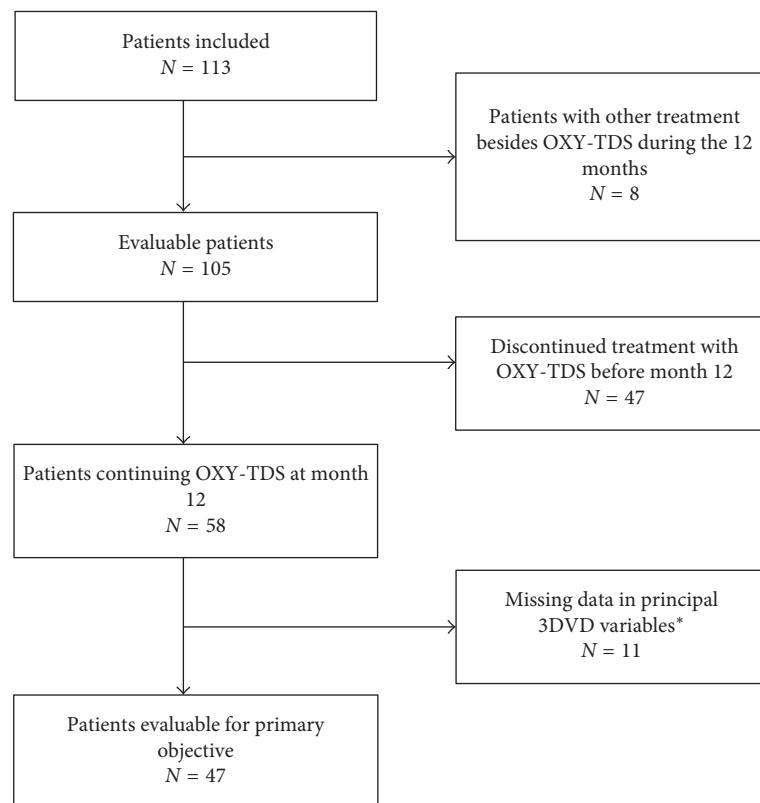 Patients included
N = 113
Patients with other treatment
besides OXY-TDS during the 12
months
N = 8
Evaluable patients
N = 105
Discontinued treatment with
OXY-TDS before month 12
N = 47
Patients continuing OXY-TDS at month
12
N = 58
Missing data in principal
3DVD variables*
N = 11
Patients evaluable for primary
objective
N = 47